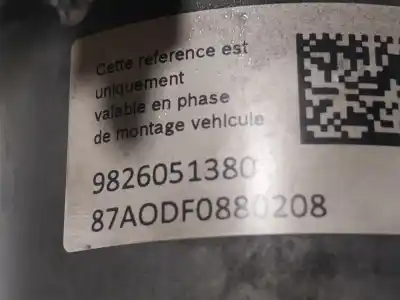 Cette reference est
uniquement
valable en phase
de montage vehicule
9826051380
87AODF0880208